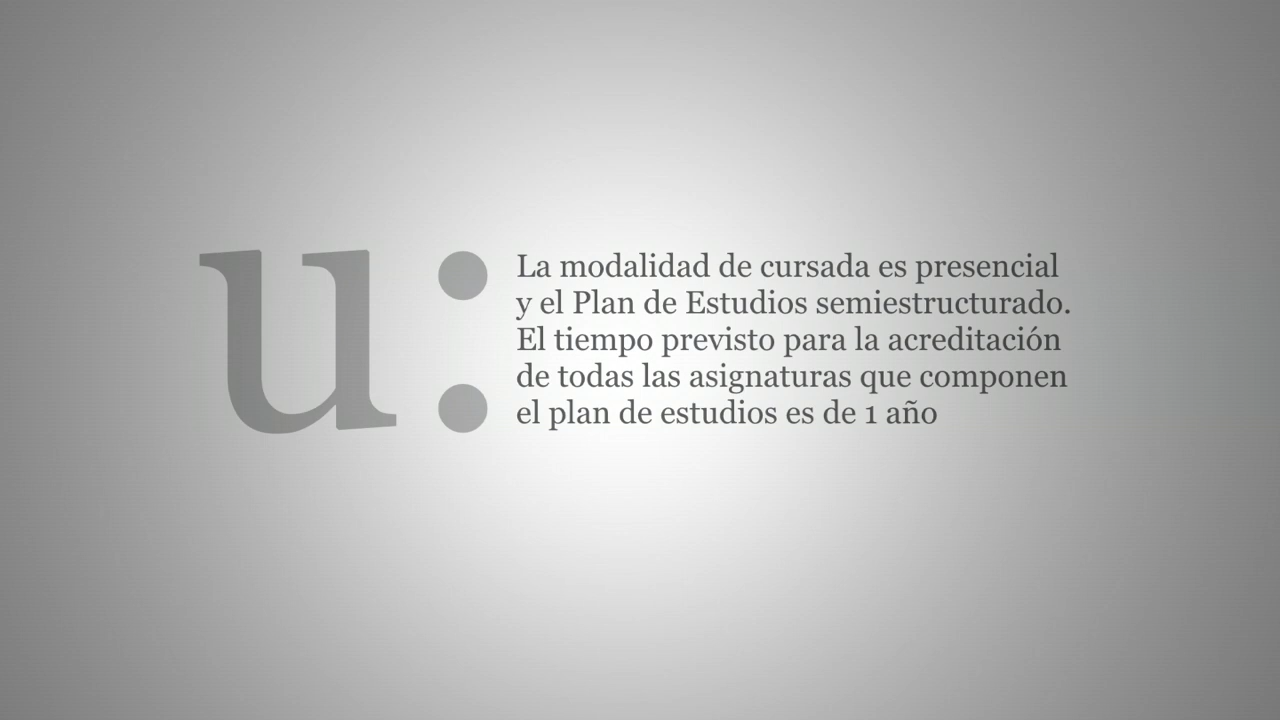 u:
La modalidad de cursada es presencial
y el Plan de Estudios semiestructurado.
El tiempo previsto para la acreditación
de todas las asignaturas que componen
el plan de estudios es de 1 año